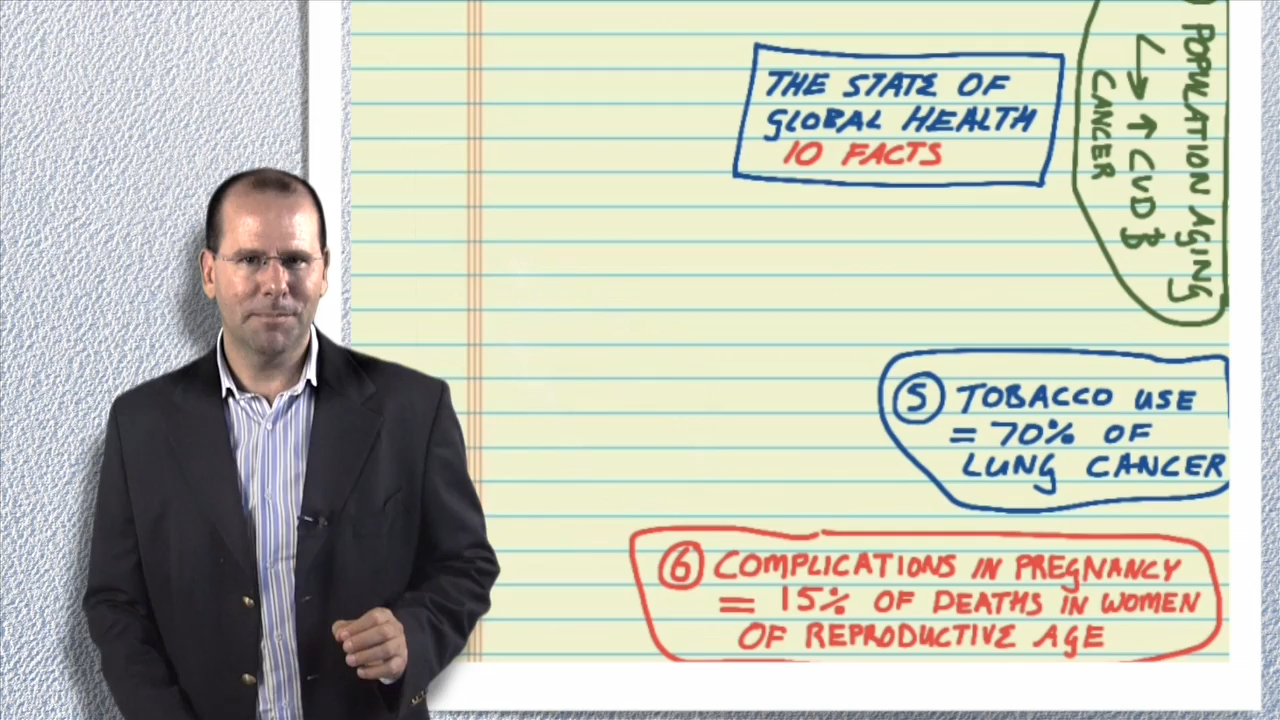 THE STATE OF
GLOBAL HEALTH
10 FACTS
POPULATION AGING
↳ ↑ CVD &
CANCER
5 TOBACCO USE
= 70% OF
LUNG CANCER
6 COMPLICATIONS IN PREGNANCY
= 15% OF DEATHS IN WOMEN
OF REPRODUCTIVE AGE